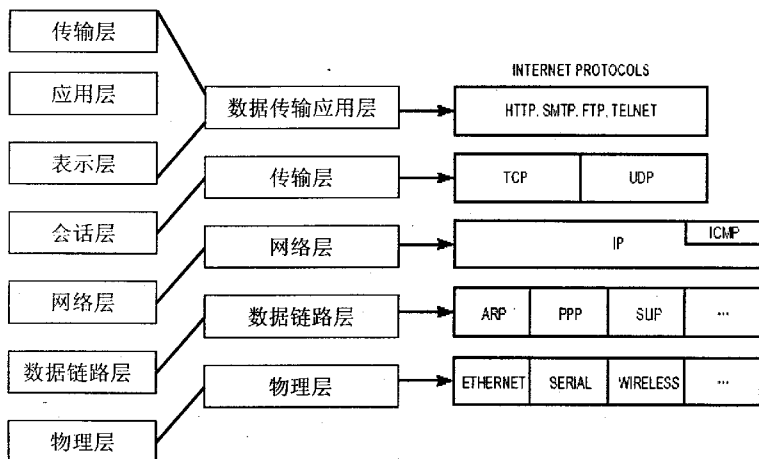 传输层
应用层
表示层
会话层
网络层
数据链路层
物理层
数据传输应用层
传输层
网络层
数据链路层
物理层
INTERNET PROTOCOLS
HTTP, SMTP, FTP, TELNET
TCP UDP
IP ICMP
ARP PPP SLIP ...
ETHERNET SERIAL WIRELESS ...